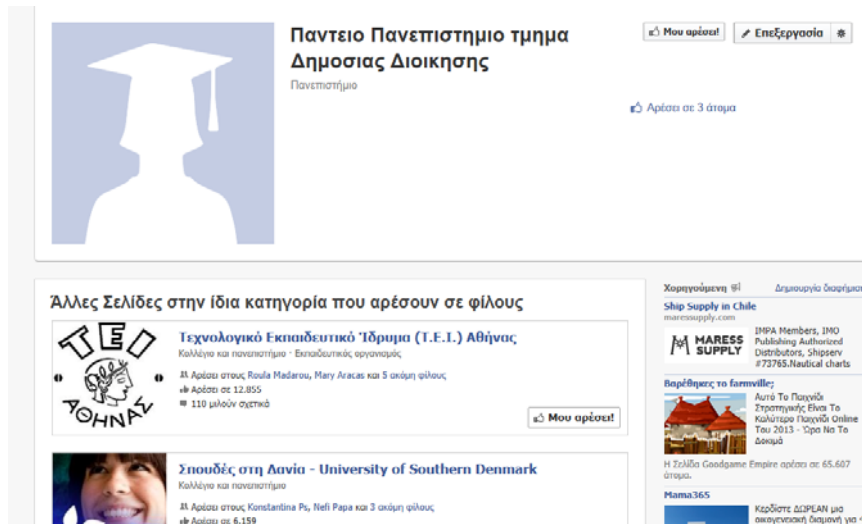 Παντειο Πανεπιστημιο τμημα
Δημοσιας Διοικησης
Πανεπιστήμιο
Μου αρέσει!
Επεξεργασία
Αρέσει σε 3 άτομα
Άλλες Σελίδες στην ίδια κατηγορία που αρέσουν σε φίλους
ΤΕΙ
ΑΘΗΝΑΣ
Τεχνολογικό Εκπαιδευτικό Ίδρυμα (Τ.Ε.Ι.) Αθήνας
Κολλέγιο και πανεπιστήμιο · Εκπαιδευτικός οργανισμός
Αρέσει στους Roula Madarou, Mary Aracas και 5 ακόμη φίλους
Αρέσει σε 12.855
110 μιλούν σχετικά
Μου αρέσει!
Σπουδές στη Δανία - University of Southern Denmark
Κολλέγιο και πανεπιστήμιο
Αρέσει στους Konstantina Ps, Nefi Papa και 3 ακόμη φίλους
Αρέσει σε 6.159
Χορηγούμενη
Δημιουργία διαφήμισ
Ship Supply in Chile
maressupply.com
MARESS
SUPPLY
IMPA Members, IMO
Publishing Authorized
Distributors, Shipserv
#73765.Nautical charts
Βαρέθηκες το farmville;
Αυτό Το Παιχνίδι
Στρατηγικής Είναι Το
Καλύτερο Παιχνίδι Online
Του 2013 - Ώρα Να Το
Δοκιμά
Η Σελίδα Goodgame Empire αρέσει σε 65.607
άτομα.
Mama365
Κερδίστε ΔΩΡΕΑΝ μια
οικογενειακή διαμονή για